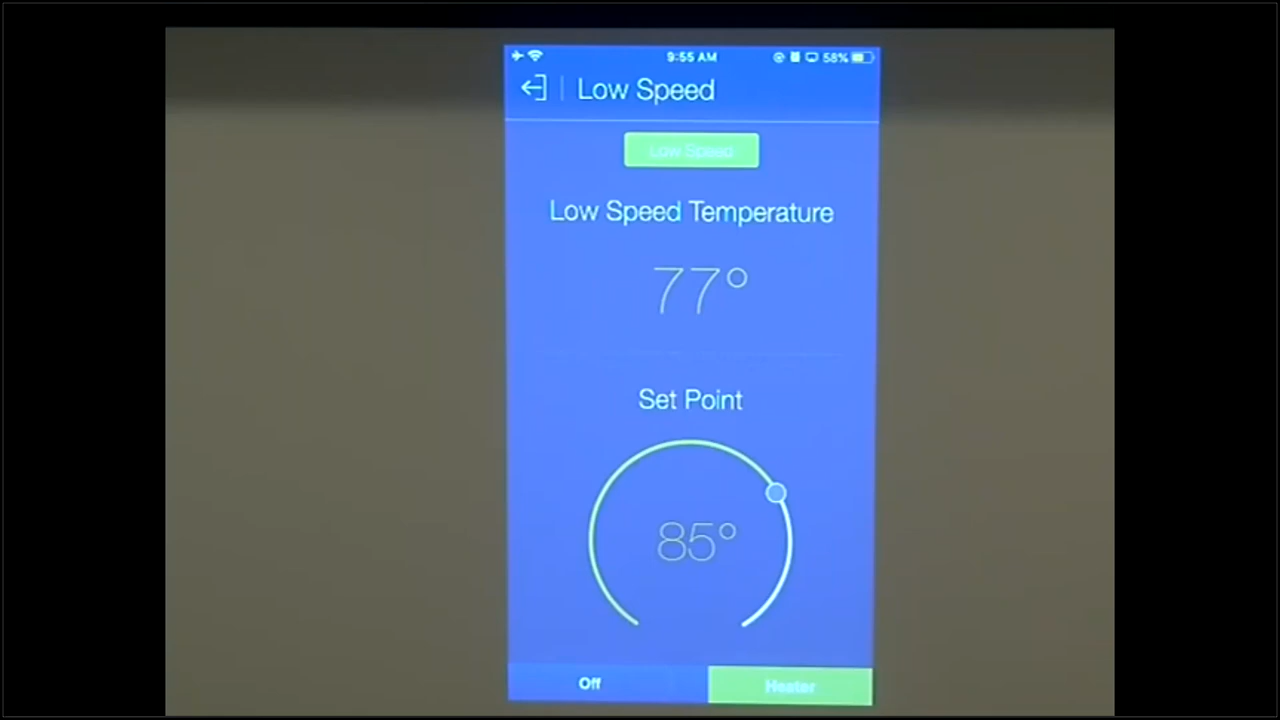 9:55 AM 58%
Low Speed
Low Speed
Low Speed Temperature
77°
Set Point
85°
Off Heater